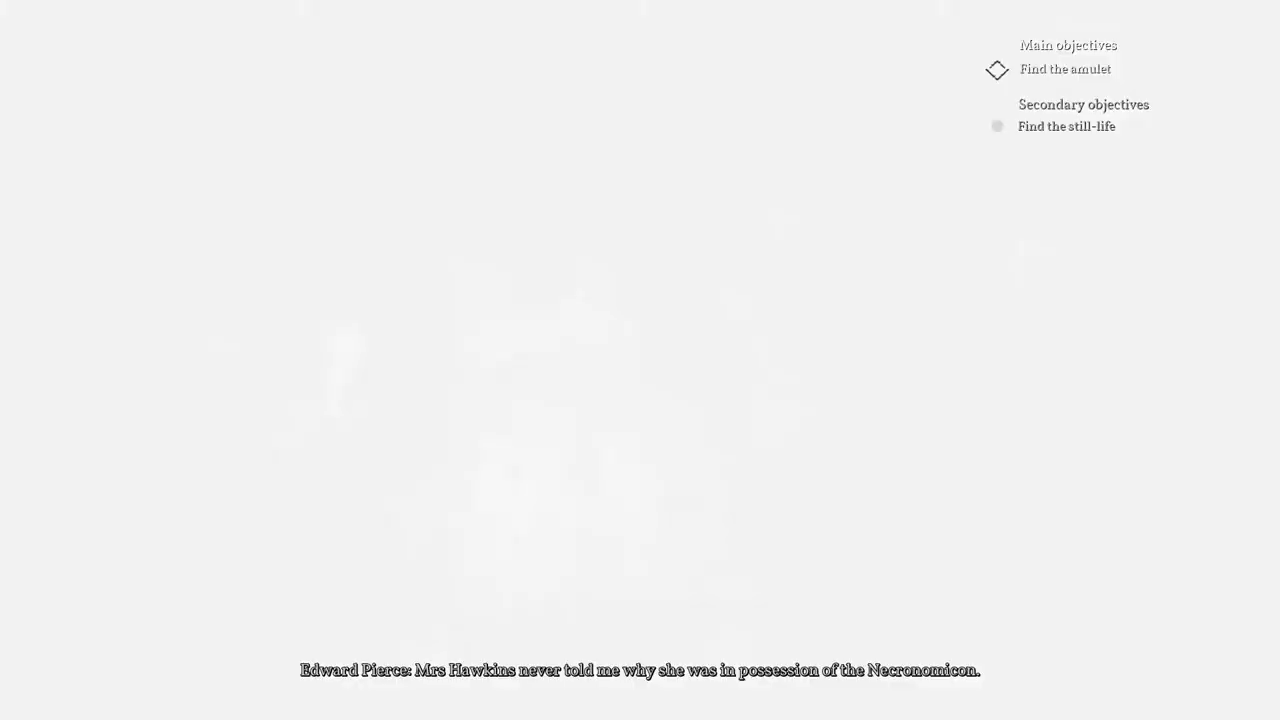 Main objectives
Find the amulet
Secondary objectives
Find the still-life
Edward Pierce: Mrs Hawkins never told me why she was in possession of the Necronomicon.